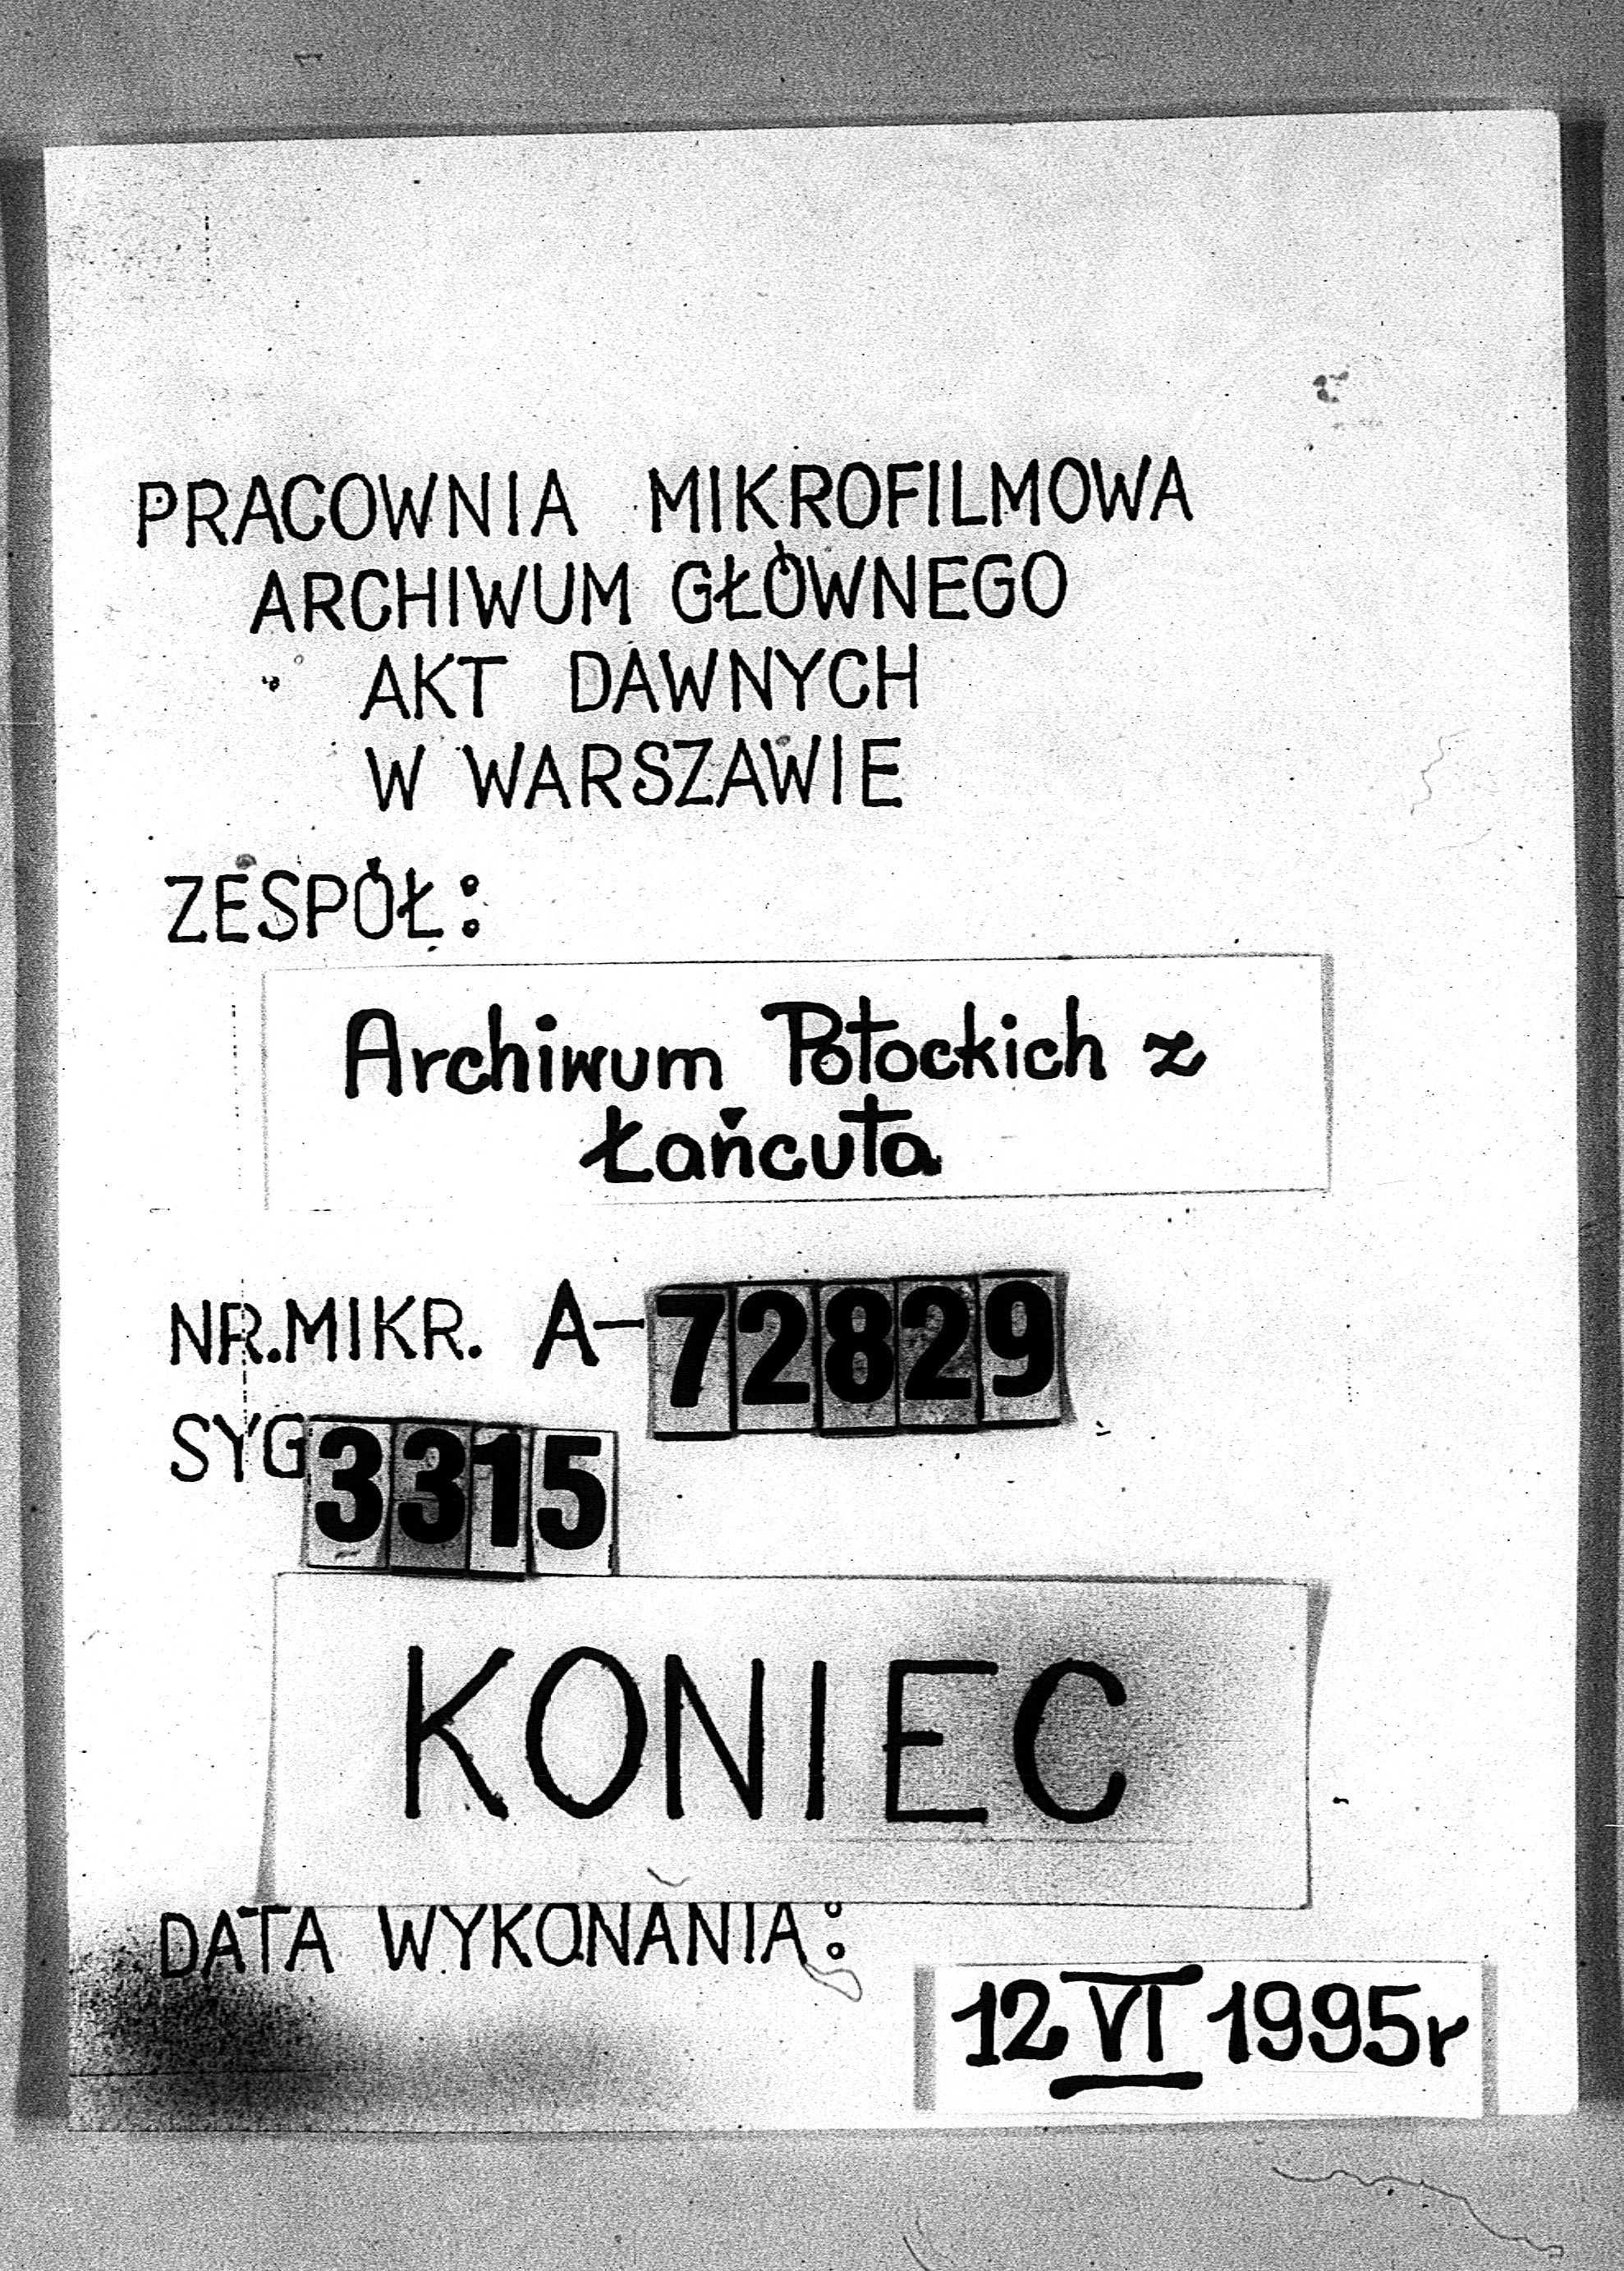 PRACOWNIA MIKROFILMOWA
ARCHIWUM GŁÓWNEGO
AKT DAWNYCH
W WARSZAWIE
ZESPÓŁ:
Archiwum Potockich z
Łańcuta
NR.MIKR. A-72829
SYG 3315
KONIEC
DATA WYKONANIA:
12 VI 1995r